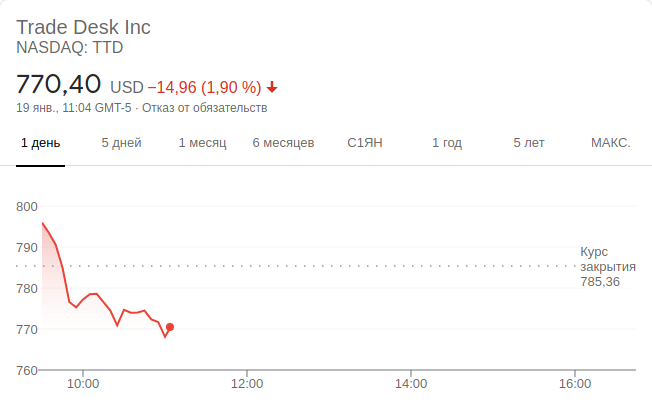 Trade Desk Inc
NASDAQ: TTD
770,40 USD −14,96 (1,90 %)
19 янв., 11:04 GMT-5 · Отказ от обязательств
1 день 5 дней 1 месяц 6 месяцев С1ЯН 1 год 5 лет МАКС.
800
790
Курс
закрытия
785,36
780
770
760
10:00 12:00 14:00 16:00